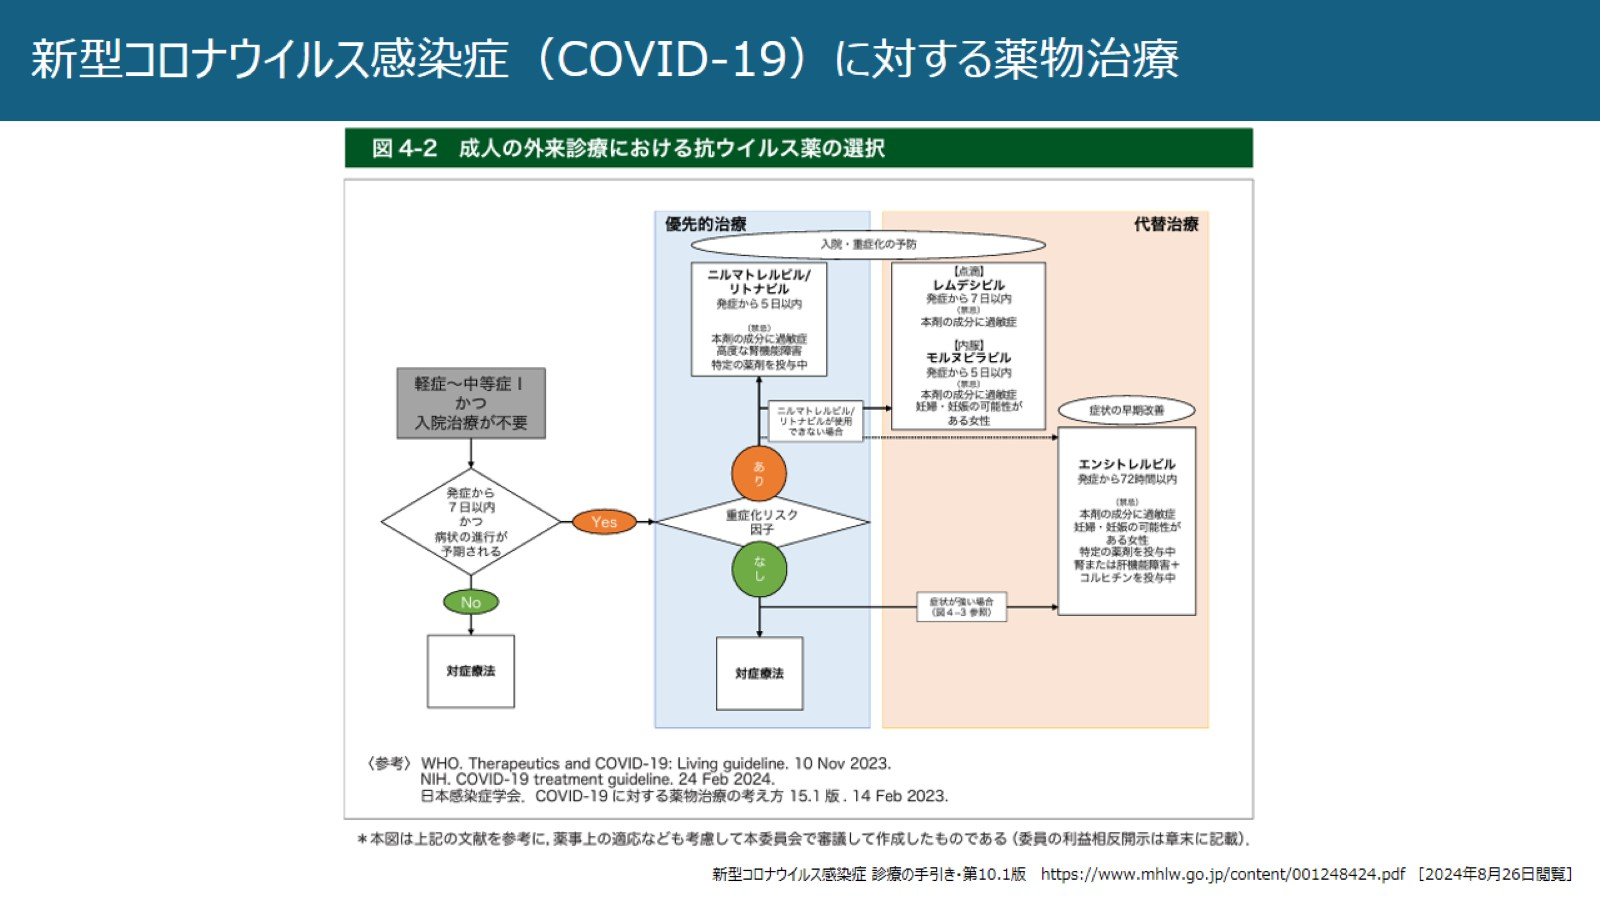 新型コロナウイルス感染症（COVID-19）に対する薬物治療
図 4-2　成人の外来診療における抗ウイルス薬の選択
優先的治療
代替治療
入院・重症化の予防
ニルマトレルビル/
リトナビル
発症から５日以内
（禁忌）
本剤の成分に過敏症
高度な腎機能障害
特定の薬剤を投与中
【点滴】
レムデシビル
発症から７日以内
（禁忌）
本剤の成分に過敏症
【内服】
モルヌピラビル
発症から５日以内
（禁忌）
本剤の成分に過敏症
妊婦・妊娠の可能性が
ある女性
軽症～中等症Ⅰ
かつ
入院治療が不要
ニルマトレルビル/
リトナビルが使用
できない場合
症状の早期改善
エンシトレルビル
発症から72時間以内
（禁忌）
本剤の成分に過敏症
妊婦・妊娠の可能性が
ある女性
特定の薬剤を投与中
腎または肝機能障害＋
コルヒチンを投与中
あ
り
発症から
７日以内
かつ
病状の進行が
予期される
Yes
重症化リスク
因子
な
し
No
症状が強い場合
（図４−３ 参照）
対症療法
対症療法
〈参考〉 WHO. Therapeutics and COVID-19: Living guideline. 10 Nov 2023.
NIH. COVID-19 treatment guideline. 24 Feb 2024.
日本感染症学会．COVID-19 に対する薬物治療の考え方 15.1 版 . 14 Feb 2023.
＊本図は上記の文献を参考に, 薬事上の適応なども考慮して本委員会で審議して作成したものである（委員の利益相反開示は章末に記載）．
新型コロナウイルス感染症 診療の手引き・第10.1版　https://www.mhlw.go.jp/content/001248424.pdf ［2024年8月26日閲覧］